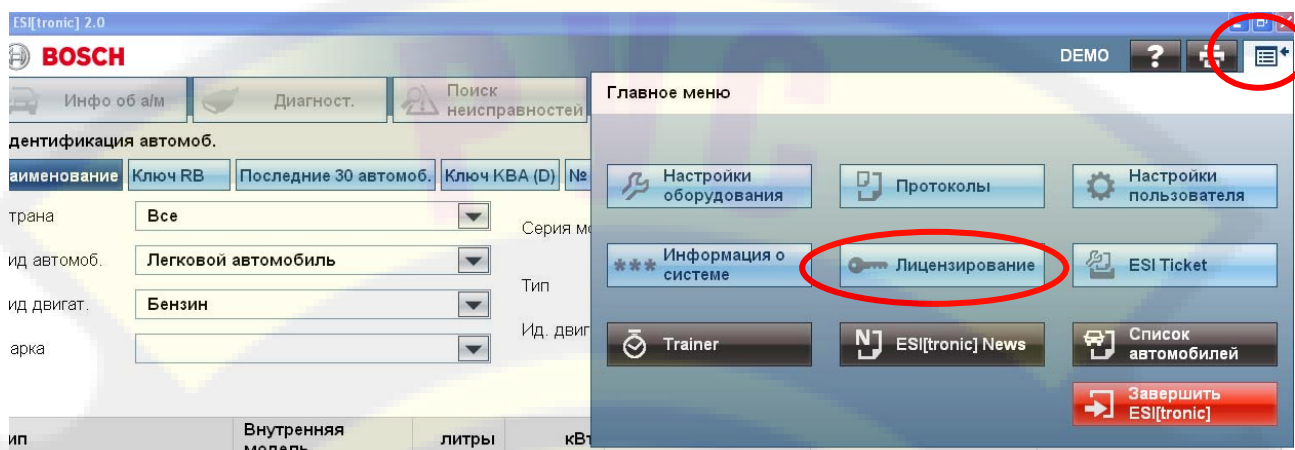 ESI[tronic] 2.0
BOSCH
DEMO ?
Инфо об а/м
Диагност.
Поиск
неисправностей
Главное меню
дентификация автомоб.
аименование
Ключ RB
Последние 30 автомоб.
Ключ KBA (D)
№
трана
Все
Серия мо
ид автомоб.
Легковой автомобиль
Тип
ид двигат.
Бензин
Ид. двиг
арка
Настройки
оборудования
Протоколы
Настройки
пользователя
*** Информация о
системе
Лицензирование
ESI Ticket
Trainer
N ESI[tronic] News
Список
автомобилей
Завершить
ESI[tronic]
ип
Внутренняя
модель
литры
кВт